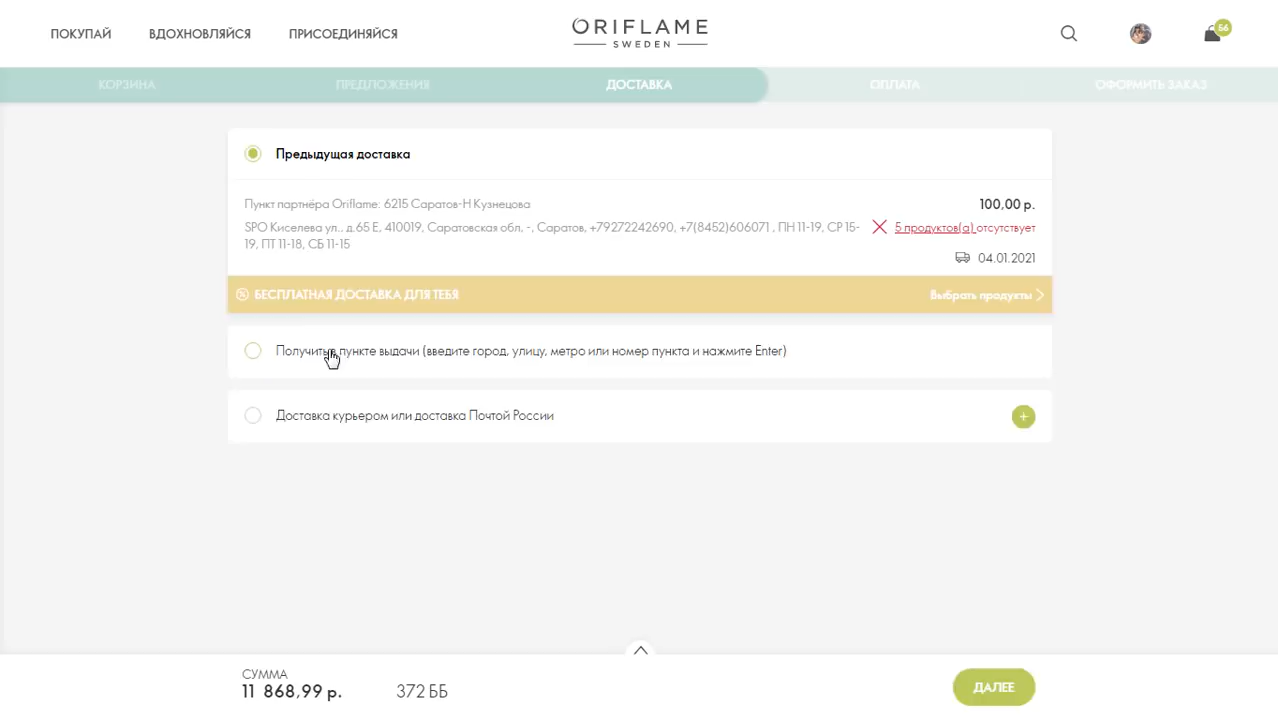 ПОКУПАЙ ВДОХНОВЛЯЙСЯ ПРИСОЕДИНЯЙСЯ
ORIFLAME
SWEDEN
56
КОРЗИНА ПРЕДЛОЖЕНИЯ ДОСТАВКА ОПЛАТА ОФОРМИТЬ ЗАКАЗ
Предыдущая доставка
Пункт партнёра Oriflame: 6215 Саратов-Н Кузнецова 100,00 р.
SPO Киселева ул., д.65 Е, 410019, Саратовская обл, -, Саратов, +79272242690, +7(8452)606071 , ПН 11-19, СР 15-
19, ПТ 11-18, СБ 11-15
5 продуктов(а) отсутствует
04.01.2021
БЕСПЛАТНАЯ ДОСТАВКА ДЛЯ ТЕБЯ Выбрать продукты
Получить в пункте выдачи (введите город, улицу, метро или номер пункта и нажмите Enter)
Доставка курьером или доставка Почтой России
СУММА
11 868,99 р. 372 ББ
ДАЛЕЕ